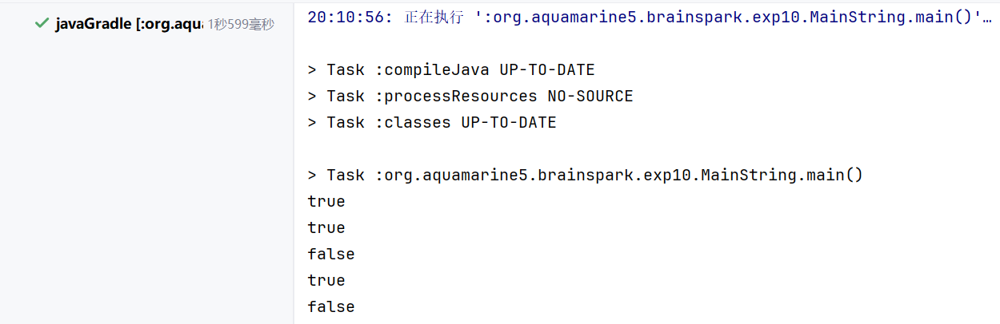 javaGradle [:org.aqua 1秒599毫秒
20:10:56: 正在执行 ':org.aquamarine5.brainspark.exp10.MainString.main()'…
> Task :compileJava UP-TO-DATE
> Task :processResources NO-SOURCE
> Task :classes UP-TO-DATE
> Task :org.aquamarine5.brainspark.exp10.MainString.main()
true
true
false
true
false